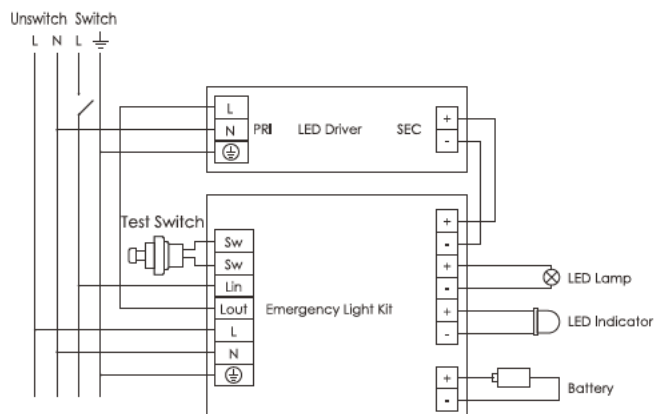 Unswitch Switch
L N L
L
N PRI LED Driver SEC
+
-
Test Switch
Sw
Sw
Lin
Lout Emergency Light Kit
L
N
+
-
+
-
LED Lamp
+
-
LED Indicator
+
-
Battery